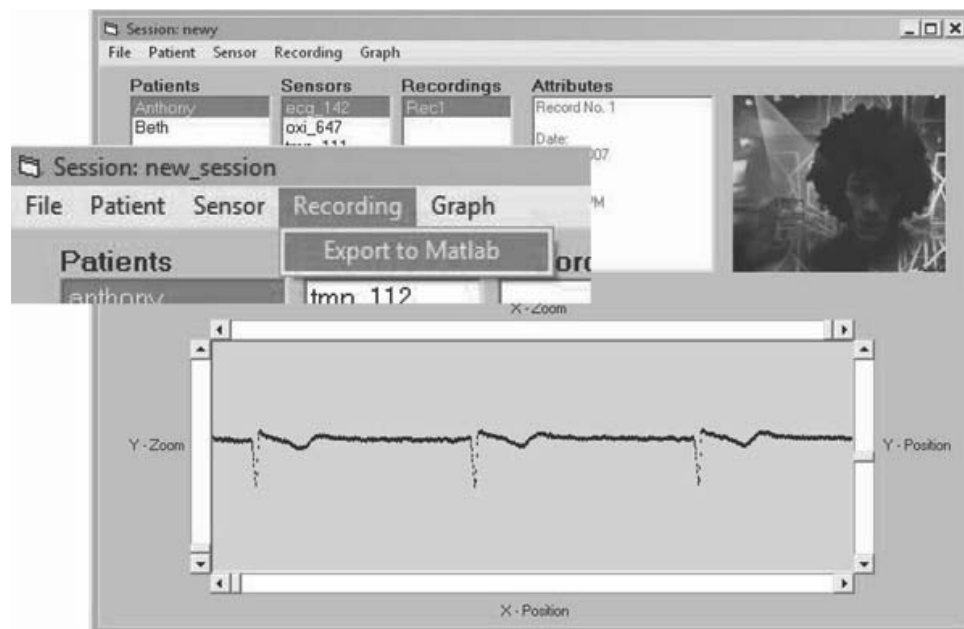 Session: newy
File Patient Sensor Recording Graph
Patients Sensors Recordings Attributes
Anthony ecg_142 Rec1 Record No. 1
Beth oxi_647
Date:
Session: new_session
File Patient Sensor Recording Graph
Export to Matlab
Patients
anthony tmp_112
X - Zoom
Y - Zoom
Y - Position
X - Position